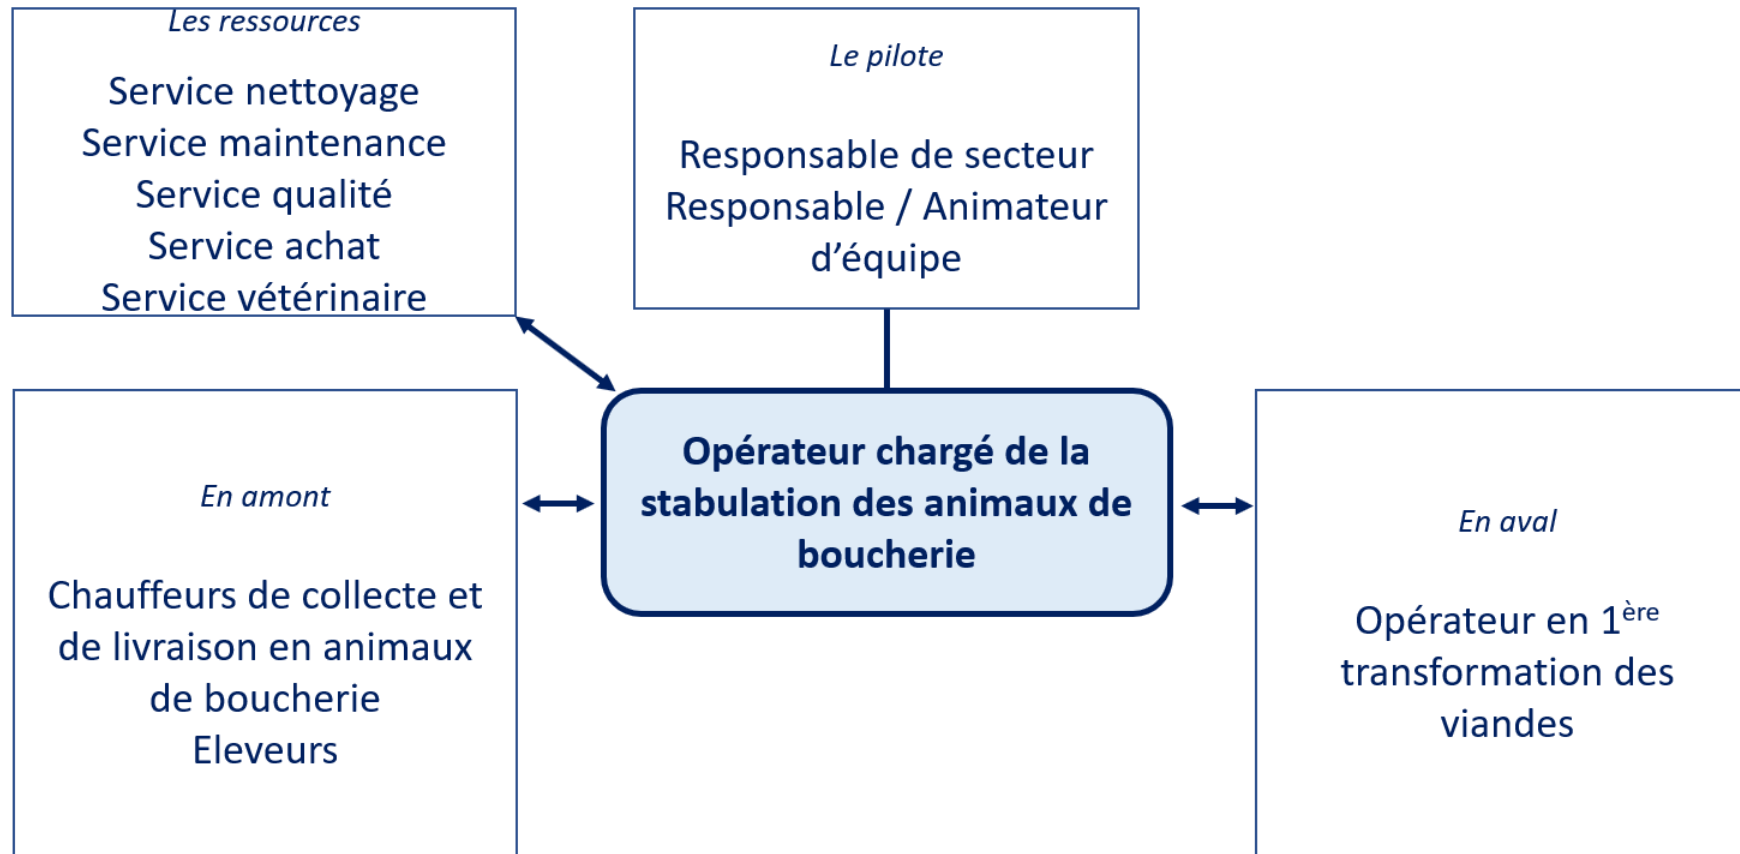 Les ressources
Service nettoyage
Service maintenance
Service qualité
Service achat
Service vétérinaire
Le pilote
Responsable de secteur
Responsable / Animateur
d’équipe
En amont
Chauffeurs de collecte et
de livraison en animaux
de boucherie
Eleveurs
Opérateur chargé de la
stabulation des animaux de
boucherie
En aval
Opérateur en 1ère
transformation des
viandes